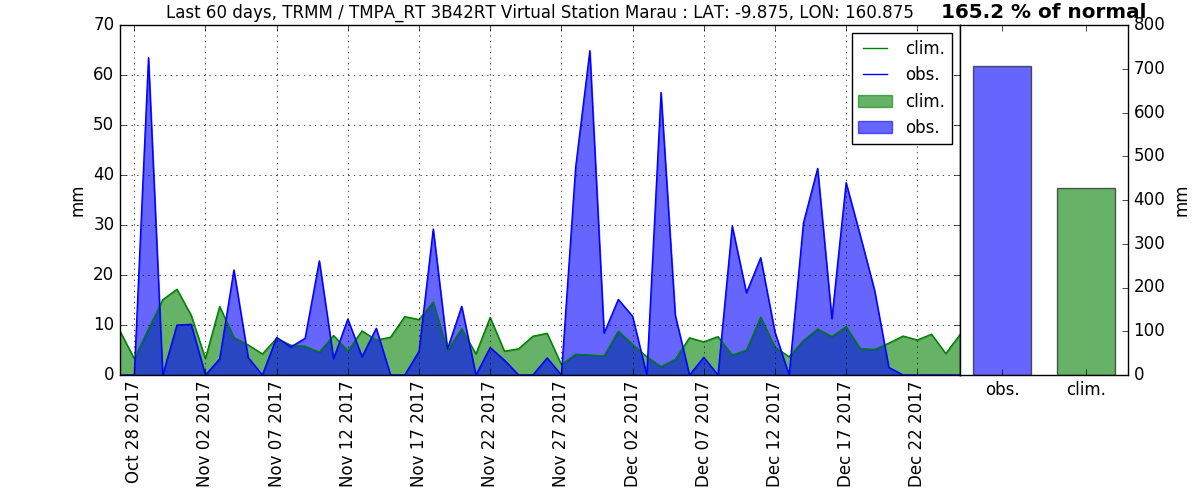 Last 60 days, TRMM / TMPA_RT 3B42RT Virtual Station Marau : LAT: -9.875, LON: 160.875
165.2 % of normal
70
60
50
40
30
20
10
0
mm
clim.
obs.
clim.
obs.
800
700
600
500
400
300
200
100
0
mm
Oct 28 2017
Nov 02 2017
Nov 07 2017
Nov 12 2017
Nov 17 2017
Nov 22 2017
Nov 27 2017
Dec 02 2017
Dec 07 2017
Dec 12 2017
Dec 17 2017
Dec 22 2017
obs.
clim.